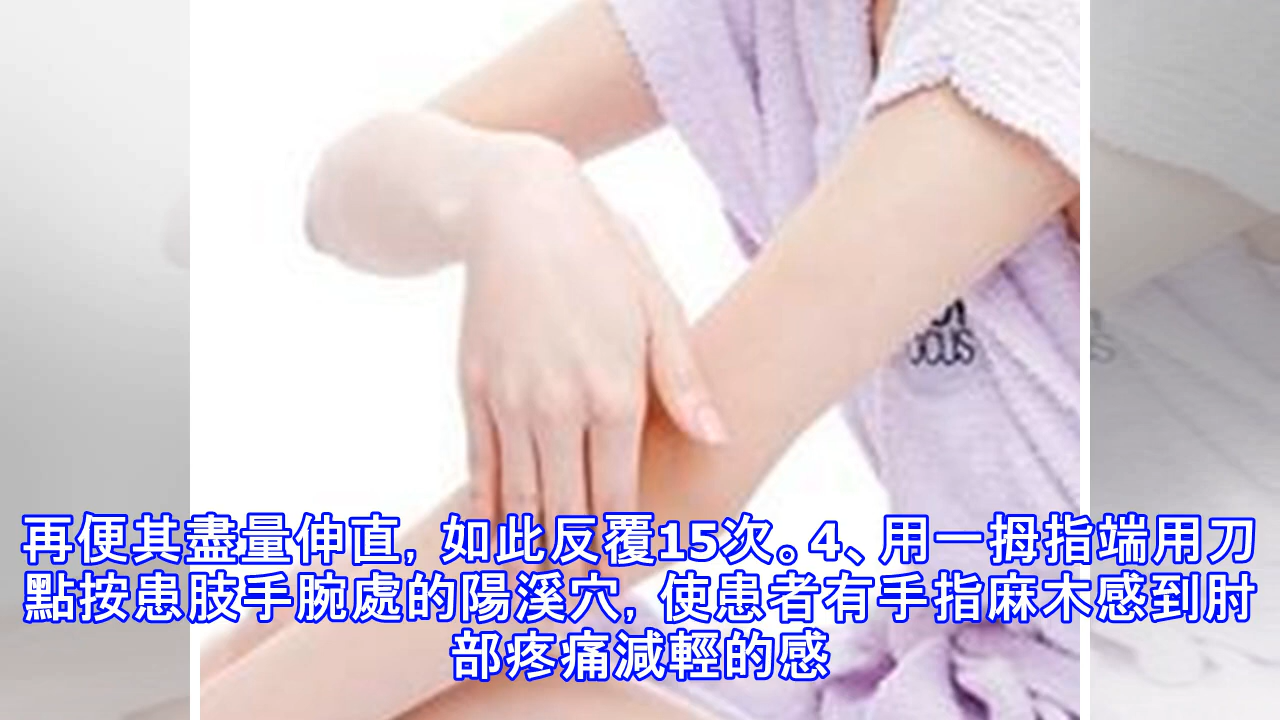 OCUS
再便其盡量伸直，如此反覆15次。4、用一拇指端用刀
點按患肢手腕處的陽溪穴，使患者有手指麻木感到肘
部疼痛減輕的感